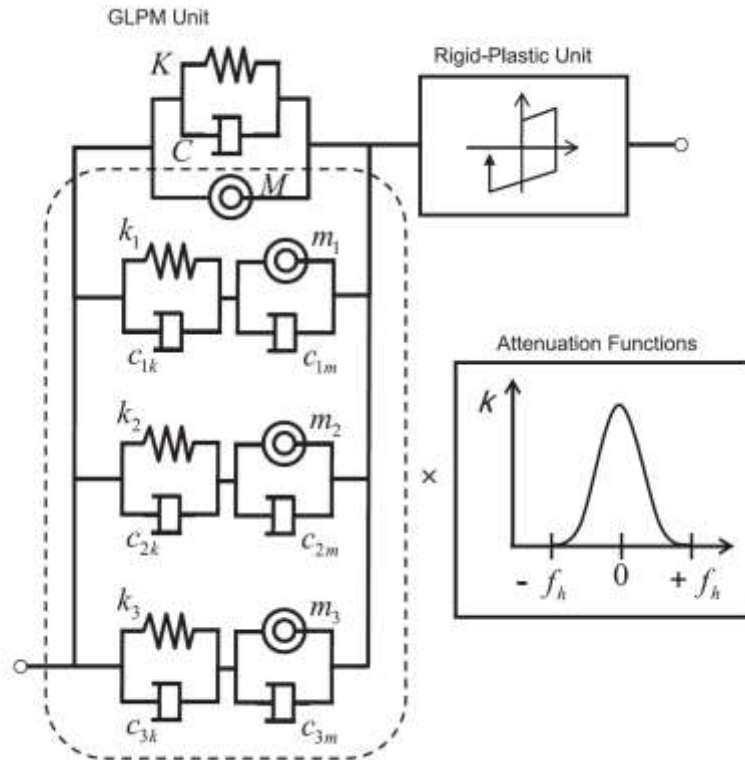 GLPM Unit
K
C
M
Rigid-Plastic Unit
k₁
m₁
c₁ₖ
c₁ₘ
k₂
m₂
c₂ₖ
c₂ₘ
k₃
m₃
c₃ₖ
c₃ₘ
×
Attenuation Functions
k
- fₕ 0 + fₕ